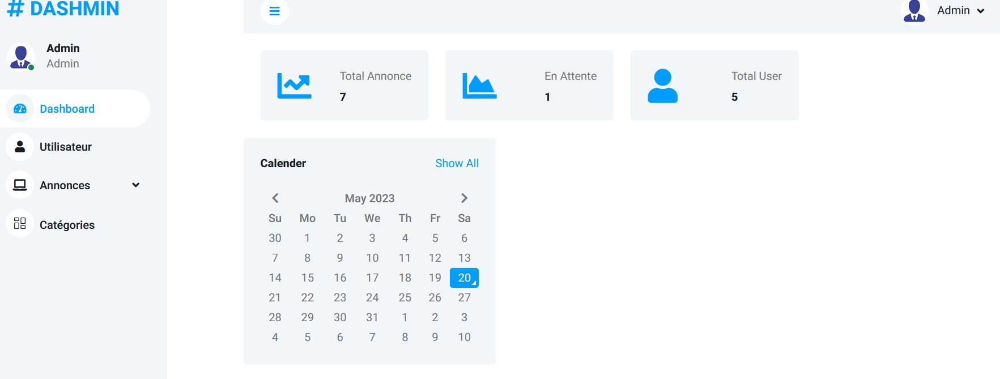 # DASHMIN
Admin
Admin
Admin
Dashboard
Utilisateur
Annonces
Catégories
Total Annonce
7
En Attente
1
Total User
5
Calender Show All
May 2023
Su Mo Tu We Th Fr Sa
30 1 2 3 4 5 6
7 8 9 10 11 12 13
14 15 16 17 18 19 20
21 22 23 24 25 26 27
28 29 30 31 1 2 3
4 5 6 7 8 9 10